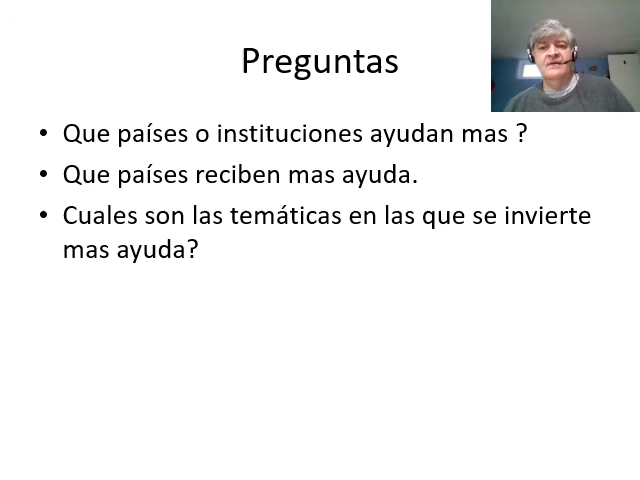 Preguntas
• Que países o instituciones ayudan mas ?
• Que países reciben mas ayuda.
• Cuales son las temáticas en las que se invierte
mas ayuda?